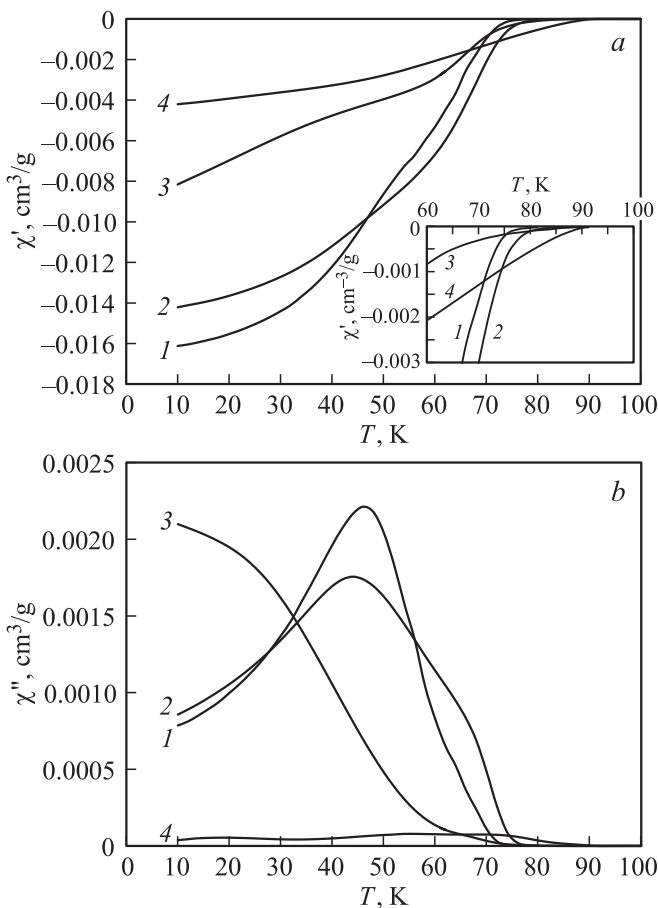 a
0
–0.002
–0.004
–0.006
–0.008
–0.010
–0.012
–0.014
–0.016
–0.018
χ', cm³/g
4
3
2
1
0 10 20 30 40 50 60 70 80 90 100
T, K
T, K
60 70 80 90 100
0
–0.001
–0.002
–0.003
χ', cm⁻³/g
3
4
1 2
b
0.0025
0.0020
0.0015
0.0010
0.0005
0
χ'', cm³/g
3
2
1
4
0 10 20 30 40 50 60 70 80 90 100
T, K